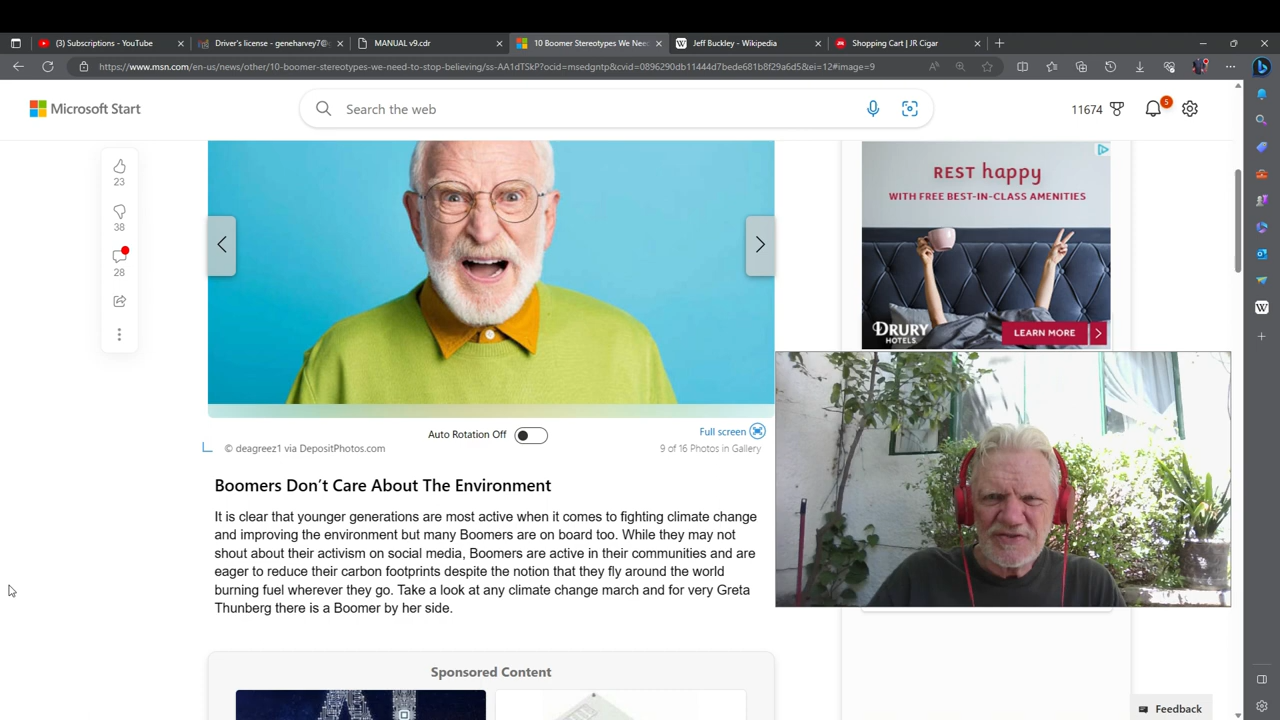 (3) Subscriptions - YouTube
Driver's license - geneharvey7@
MANUAL v9.cdr
10 Boomer Stereotypes We Nee
Jeff Buckley - Wikipedia
Shopping Cart | JR Cigar
https://www.msn.com/en-us/news/other/10-boomer-stereotypes-we-need-to-stop-believing/ss-AA1dTSkP?ocid=msedgntp&cvid=0896290db11444d7bede681b8f29a6d5&ei=12#image=9
Microsoft Start
Search the web
11674
5
23
38
28
REST happy
WITH FREE BEST-IN-CLASS AMENITIES
DRURY
HOTELS
LEARN MORE
Auto Rotation Off
Full screen
© deagreez1 via DepositPhotos.com
9 of 16 Photos in Gallery
Boomers Don't Care About The Environment
It is clear that younger generations are most active when it comes to fighting climate change
and improving the environment but many Boomers are on board too. While they may not
shout about their activism on social media, Boomers are active in their communities and are
eager to reduce their carbon footprints despite the notion that they fly around the world
burning fuel wherever they go. Take a look at any climate change march and for very Greta
Thunberg there is a Boomer by her side.
Sponsored Content
AI
Feedback